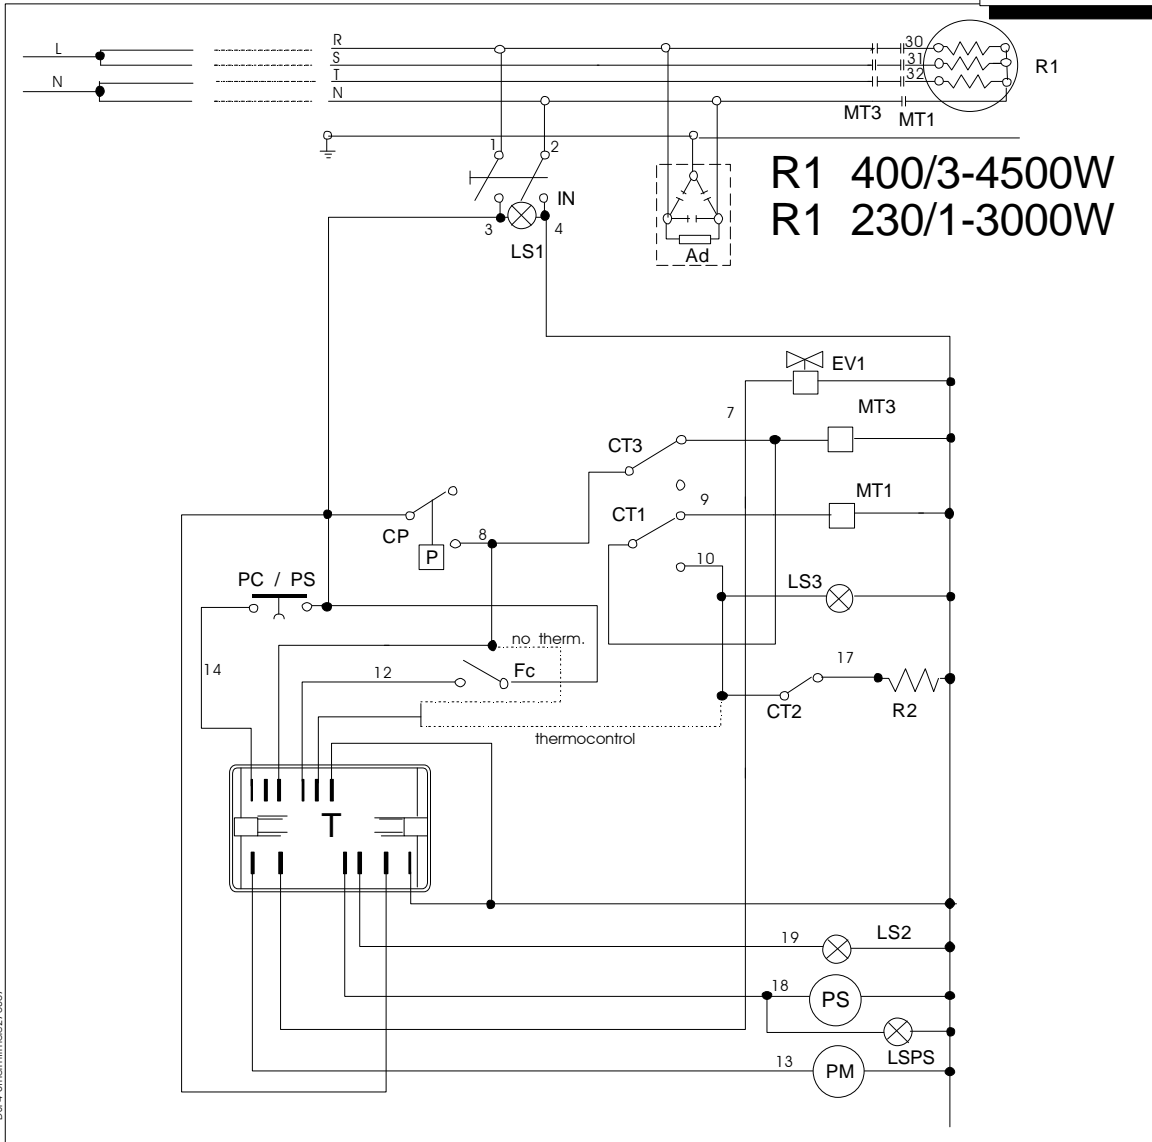 L
N
R
S
T
N
30
31
32
R1
MT3
MT1
1
2
IN
3
4
LS1
Ad
R1 400/3-4500W
R1 230/1-3000W
EV1
7
MT3
CT3
9
MT1
CT1
CP
P
8
10
PC / PS
LS3
no therm.
14
12
Fc
17
CT2
R2
thermocontrol
T
19
LS2
18
PS
LSPS
13
PM